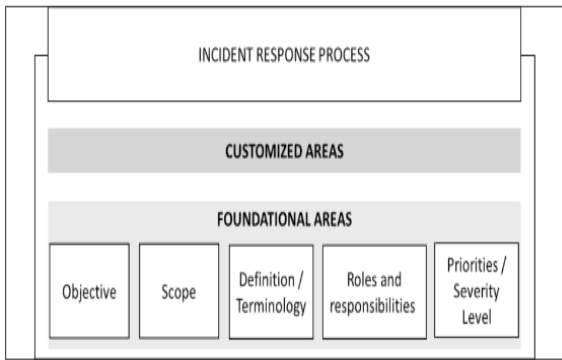 INCIDENT RESPONSE PROCESS
CUSTOMIZED AREAS
FOUNDATIONAL AREAS
Objective
Scope
Definition /
Terminology
Roles and
responsibilities
Priorities /
Severity
Level